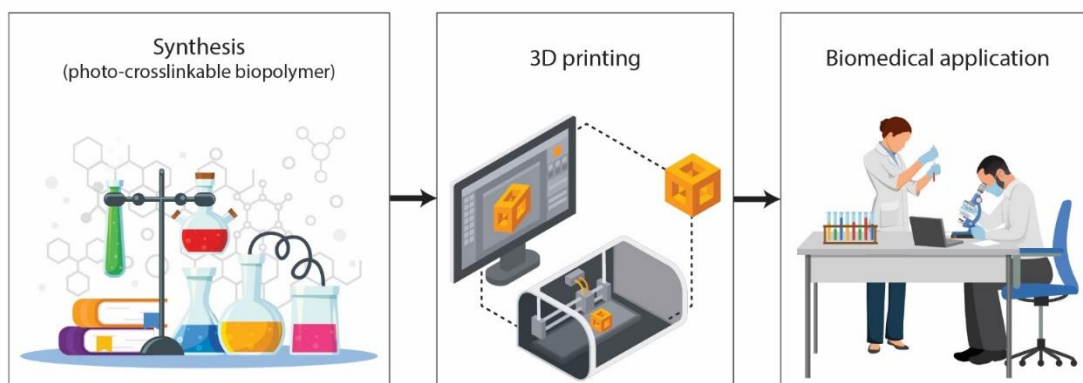 Synthesis
(photo-crosslinkable biopolymer)
3D printing
Biomedical application